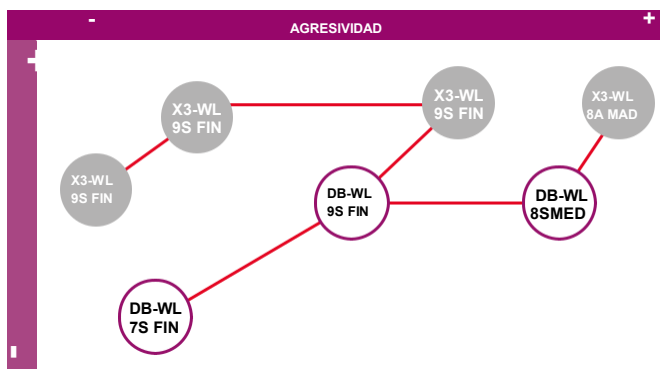 -
AGRESIVIDAD
+
+
X3-WL
9S FIN
X3-WL
9S FIN
X3-WL
8A MAD
X3-WL
9S FIN
DB-WL
9S FIN
DB-WL
8SMED
DB-WL
7S FIN
-